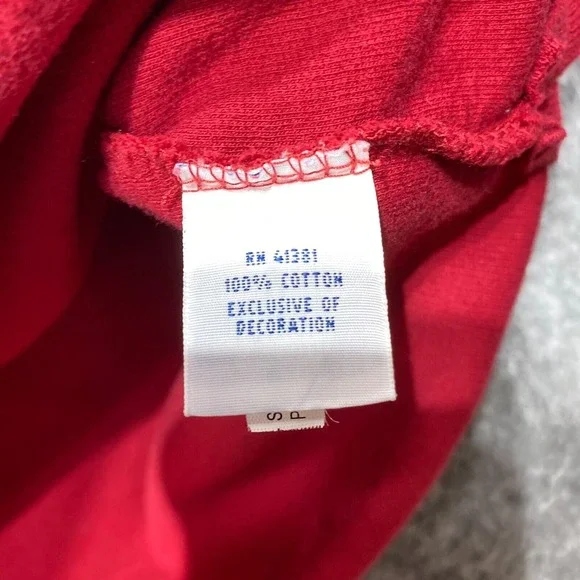 RN 41381
100% COTTON
EXCLUSIVE OF
DECORATION
S
P